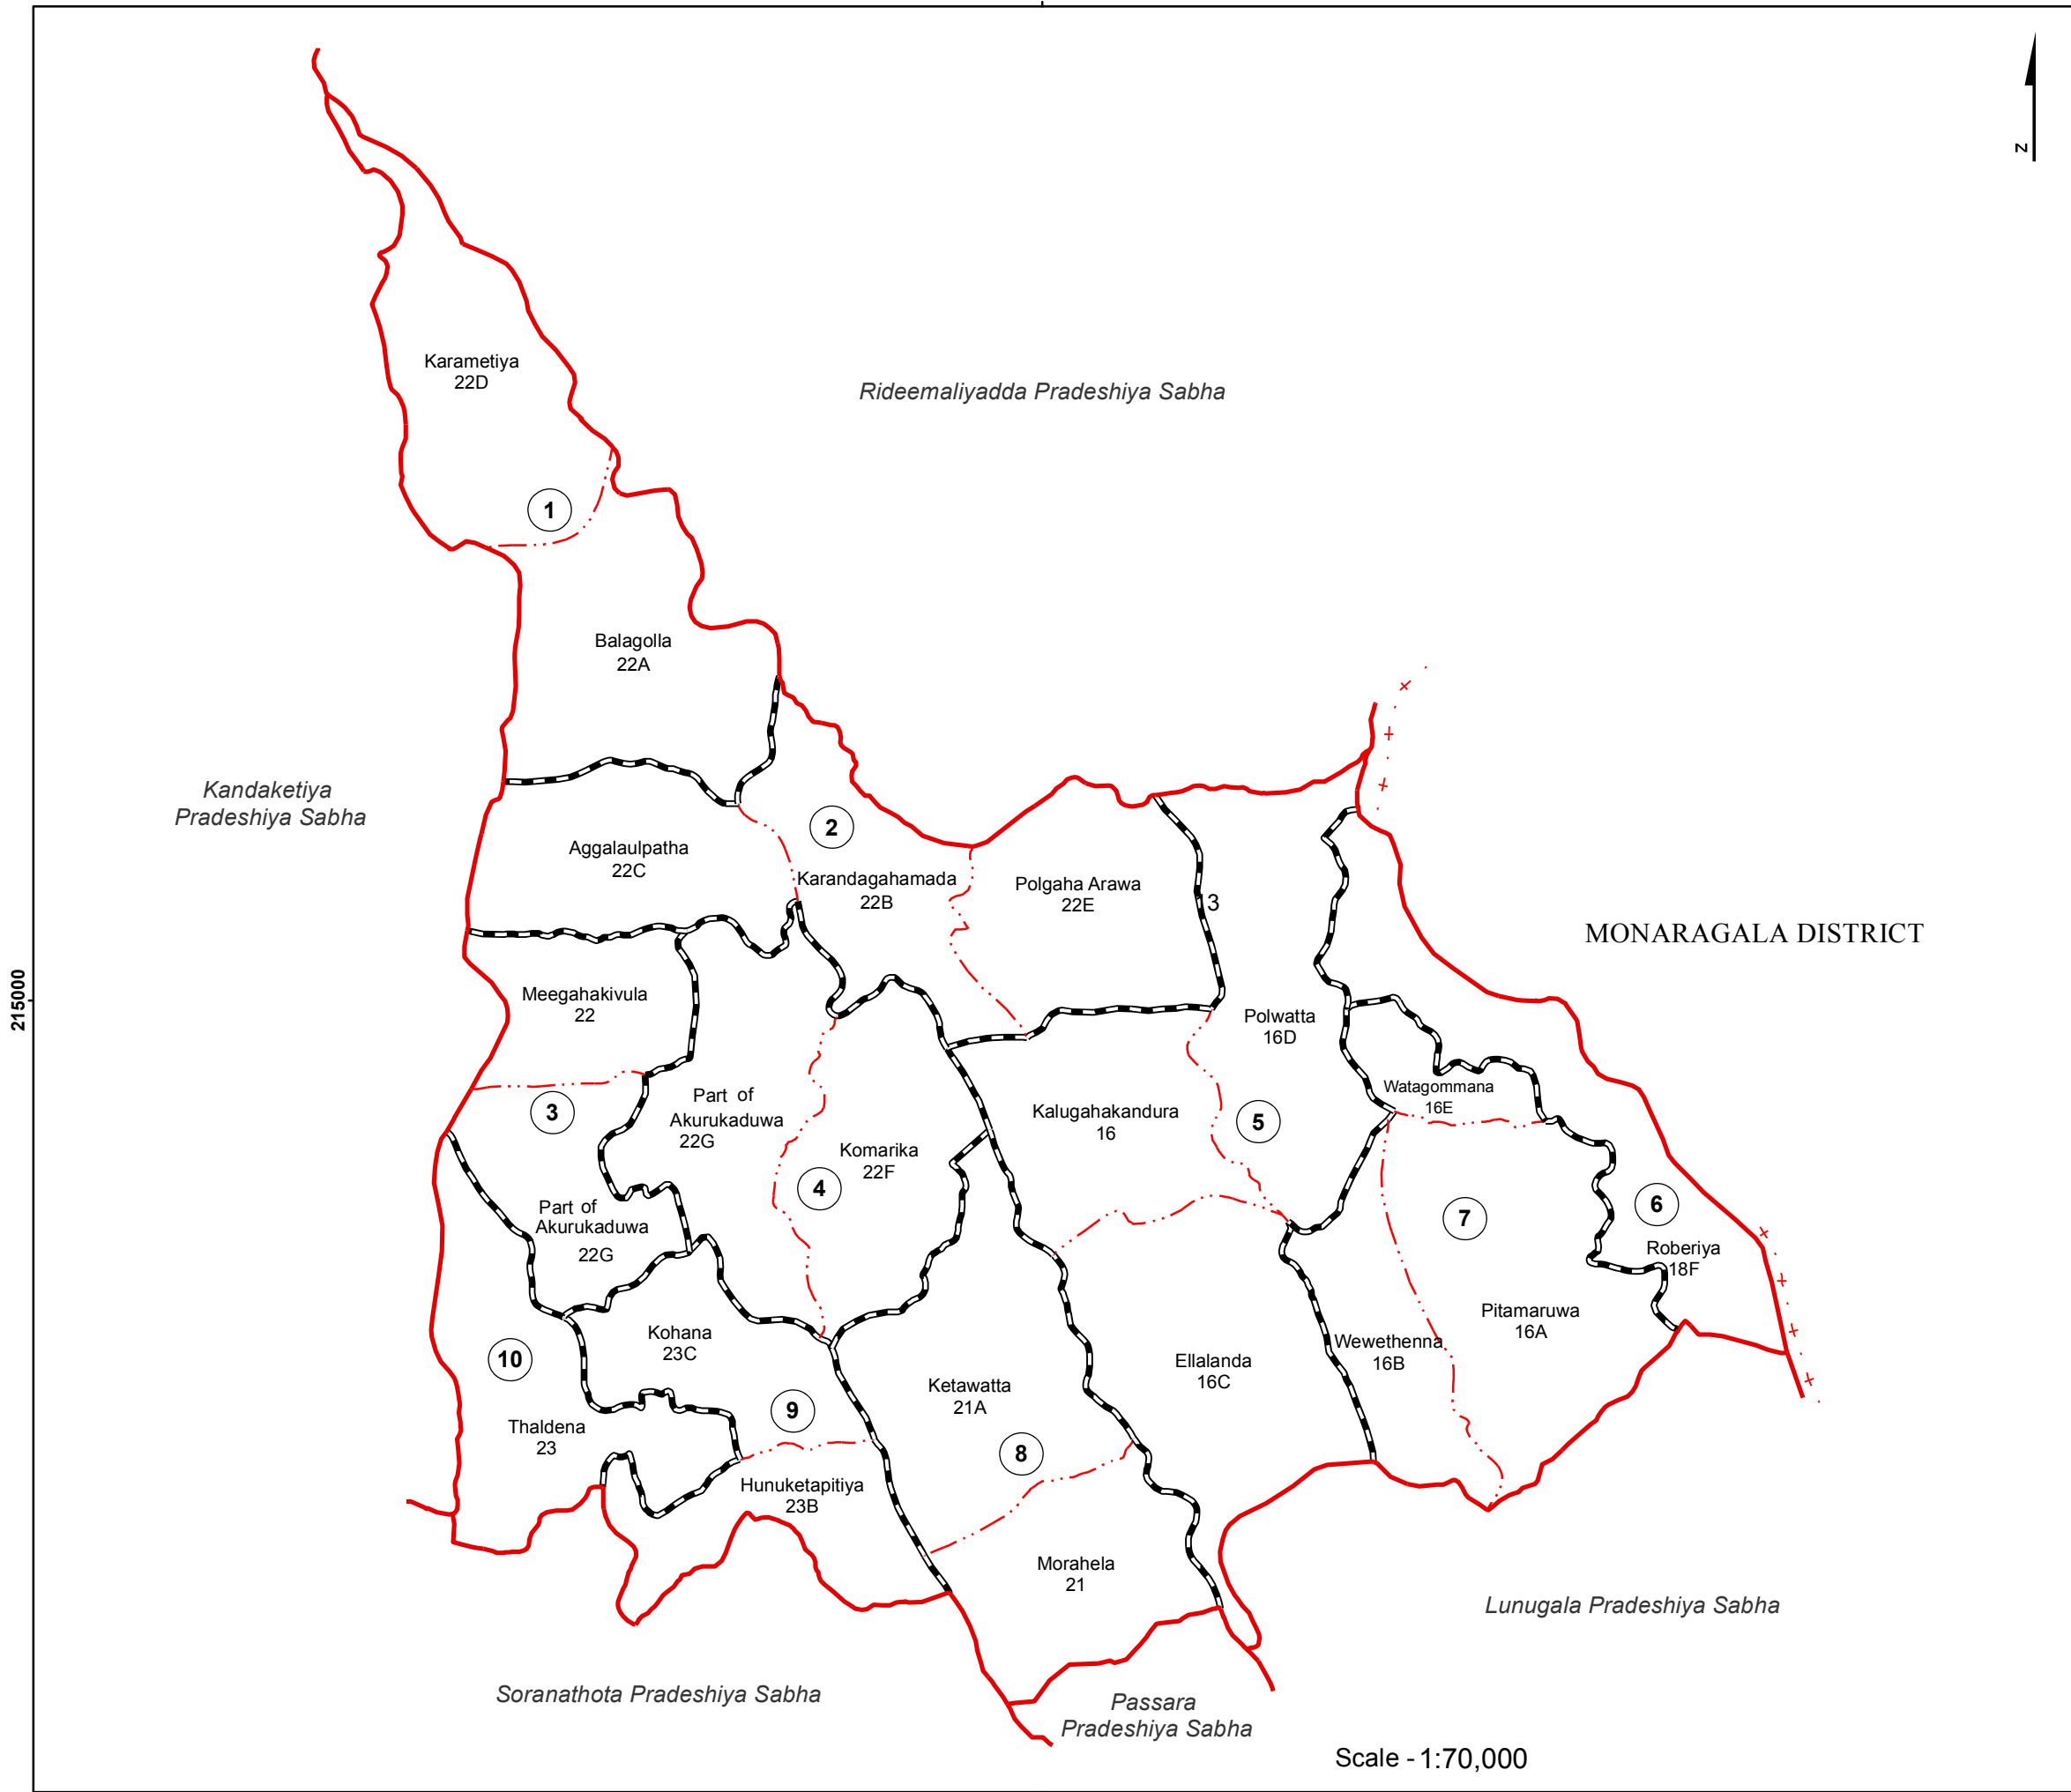 z
Karametiya
22D
Rideemaliyadda Pradeshiya Sabha
1
Balagolla
22A
Kandaketiya
Pradeshiya Sabha
2
Aggalaulpatha
22C
Karandagahamada
22B
Polgaha Arawa
22E
3
MONARAGALA DISTRICT
215000
Meegahakivula
22
Polwatta
16D
Watagommana
16E
3
Part of
Akurukaduwa
22G
Kalugahakandura
16
5
Komarika
22F
4
6
7
Part of
Akurukaduwa
22G
Roberiya
18F
Pitamaruwa
16A
Kohana
23C
Wewethenna
16B
10
Ellalanda
16C
Ketawatta
21A
9
Thaldena
23
8
Hunuketapitiya
23B
Morahela
21
Lunugala Pradeshiya Sabha
Soranathota Pradeshiya Sabha
Passara
Pradeshiya Sabha
Scale - 1:70,000